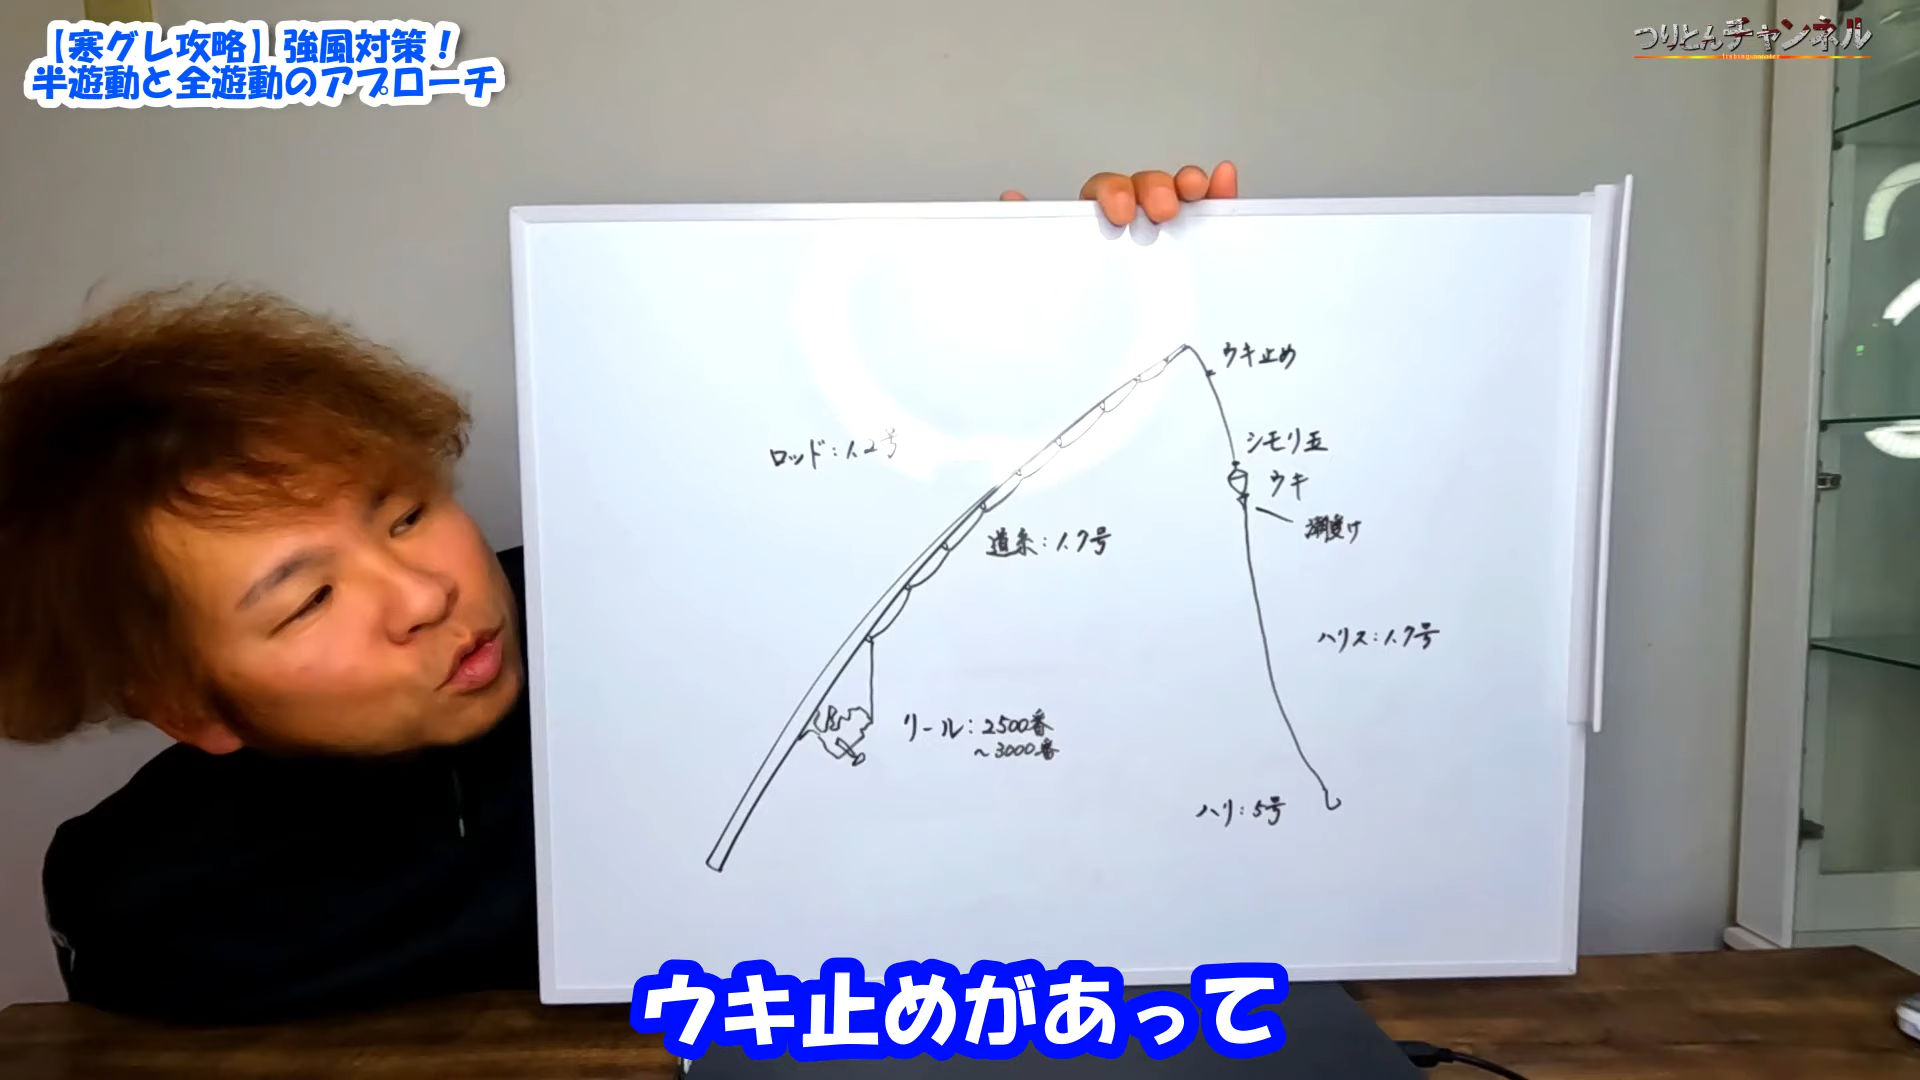 【寒グレ攻略】強風対策！
半遊動と全遊動のアプローチ
つりとんチャンネル
ウキ止め
シモリ玉
ロッド:1.2号
ウキ
潮受け
道糸:1.7号
ハリス:1.7号
リール:2500番
～3000番
ハリ:5号
ウキ止めがあって